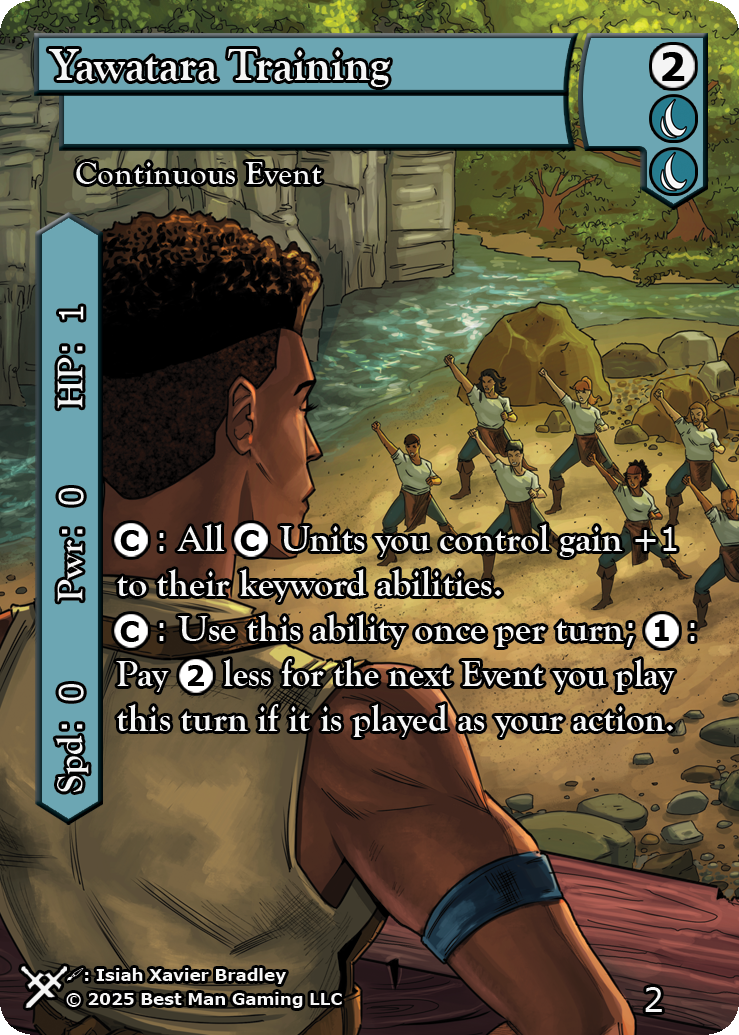 Yawatara Training
2
Continuous Event
HP: 1
Pwr: 0
Spd: 0
C : All C Units you control gain +1
to their keyword abilities.
C : Use this ability once per turn; 1 :
Pay 2 less for the next Event you play
this turn if it is played as your action.
: Isiah Xavier Bradley
© 2025 Best Man Gaming LLC
2